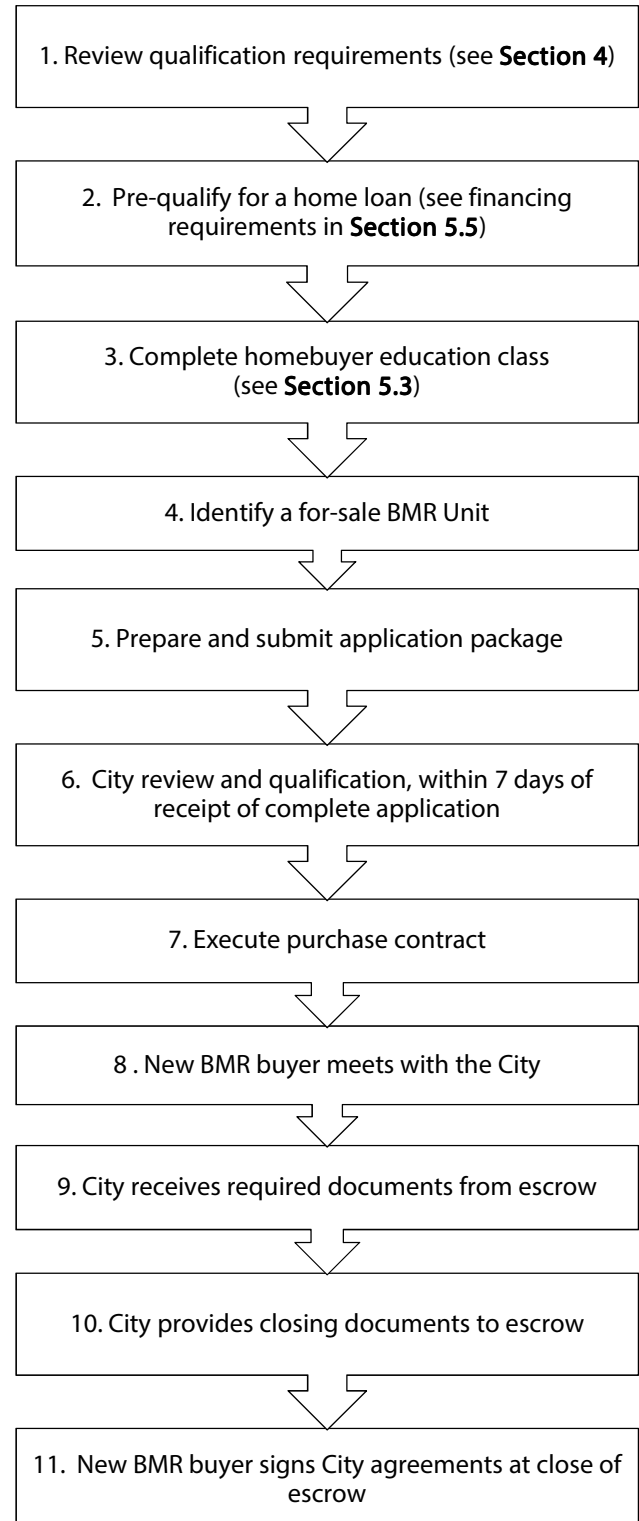 1. Review qualification requirements (see Section 4)
2. Pre-qualify for a home loan (see financing
requirements in Section 5.5)
3. Complete homebuyer education class
(see Section 5.3)
4. Identify a for-sale BMR Unit
5. Prepare and submit application package
6. City review and qualification, within 7 days of
receipt of complete application
7. Execute purchase contract
8 . New BMR buyer meets with the City
9. City receives required documents from escrow
10. City provides closing documents to escrow
11. New BMR buyer signs City agreements at close of
escrow